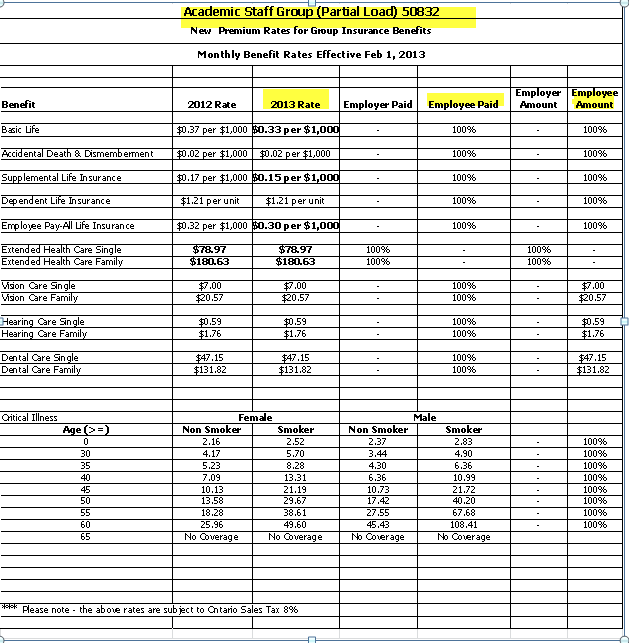 Academic Staff Group (Partial Load) 50832
New Premium Rates for Group Insurance Benefits
Monthly Benefit Rates Effective Feb 1, 2013
Benefit 2012 Rate 2013 Rate Employer Paid Employee Paid Employer Amount Employee Amount
Basic Life $0.37 per $1,000 $0.33 per $1,000 - 100% - 100%
Accidental Death & Dismemberment $0.02 per $1,000 $0.02 per $1,000 - 100% - 100%
Supplemental Life Insurance $0.17 per $1,000 $0.15 per $1,000 - 100% - 100%
Dependent Life Insurance $1.21 per unit $1.21 per unit - 100% - 100%
Employee Pay-All Life Insurance $0.32 per $1,000 $0.30 per $1,000 - 100% - 100%
Extended Health Care Single $78.97 $78.97 100% - 100% -
Extended Health Care Family $180.63 $180.63 100% - 100% -
Vision Care Single $7.00 $7.00 - 100% - $7.00
Vision Care Family $20.57 $20.57 - 100% - $20.57
Hearing Care Single $0.59 $0.59 - 100% - $0.59
Hearing Care Family $1.76 $1.76 - 100% - $1.76
Dental Care Single $47.15 $47.15 - 100% - $47.15
Dental Care Family $131.82 $131.82 - 100% - $131.82
Critical Illness Female Male
Age (>=) Non Smoker Smoker Non Smoker Smoker
0 2.16 2.52 2.37 2.83 - 100%
30 4.17 5.70 3.44 4.90 - 100%
35 5.23 8.28 4.30 6.36 - 100%
40 7.09 13.31 6.36 10.99 - 100%
45 10.13 21.19 10.73 21.72 - 100%
50 13.58 29.67 17.42 40.20 - 100%
55 18.28 38.61 27.55 67.68 - 100%
60 25.96 49.60 45.43 108.41 - 100%
65 No Coverage No Coverage No Coverage No Coverage
*** Please note - the above rates are subject to Ontario Sales Tax 8%